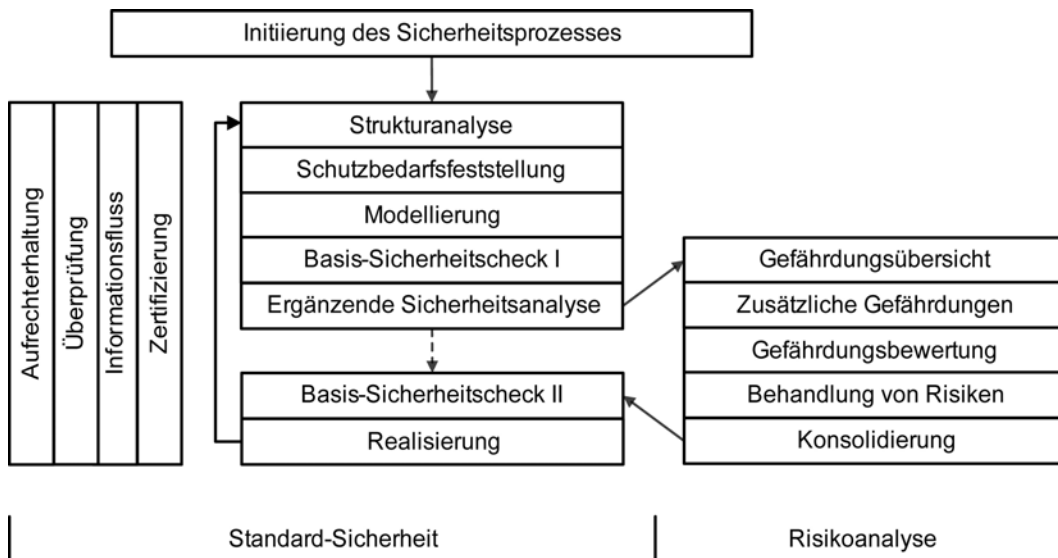 Initiierung des Sicherheitsprozesses
Aufrechterhaltung
Überprüfung
Informationsfluss
Zertifizierung
Strukturanalyse
Schutzbedarfsfeststellung
Modellierung
Basis-Sicherheitscheck I
Ergänzende Sicherheitsanalyse
Basis-Sicherheitscheck II
Realisierung
Gefährdungsübersicht
Zusätzliche Gefährdungen
Gefährdungsbewertung
Behandlung von Risiken
Konsolidierung
Standard-Sicherheit
Risikoanalyse